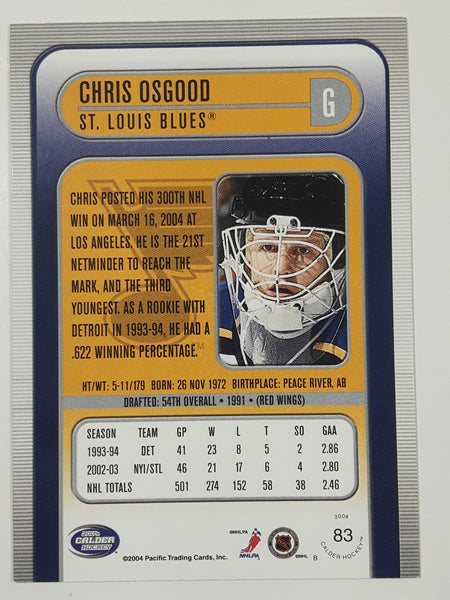 CHRIS OSGOOD
G
ST. LOUIS BLUES®
CHRIS POSTED HIS 300TH NHL
WIN ON MARCH 16, 2004 AT
LOS ANGELES. HE IS THE 21ST
NETMINDER TO REACH THE
MARK, AND THE THIRD
YOUNGEST. AS A ROOKIE WITH
DETROIT IN 1993-94, HE HAD A
.622 WINNING PERCENTAGE.
TM
HT/WT: 5-11/179 BORN: 26 NOV 1972 BIRTHPLACE: PEACE RIVER, AB
DRAFTED: 54TH OVERALL • 1991 • (RED WINGS)
SEASON TEAM GP W L T SO GAA
1993-94 DET 41 23 8 5 2 2.86
2002-03 NYI/STL 46 21 17 6 4 2.80
NHL TOTALS 501 274 152 58 38 2.46
2004
CALDER
HOCKEY
©NHLPA
NHLPA
©NHL B
2004
83
CALDER HOCKEY™
©2004 Pacific Trading Cards, Inc.